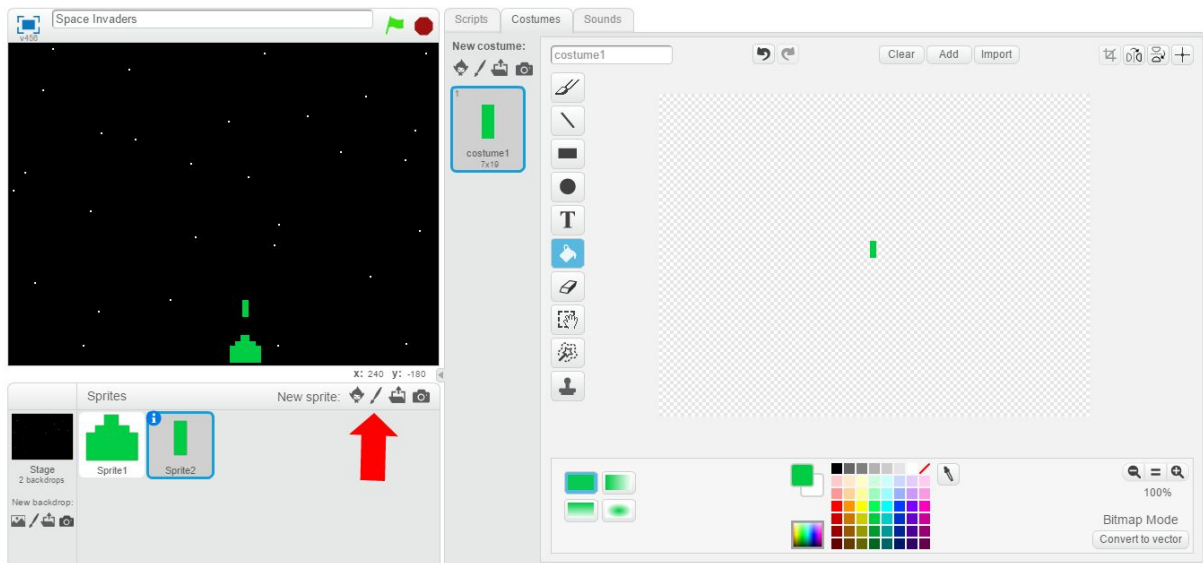 Space Invaders
v456
Scripts
Costumes
Sounds
New costume:
costume1
Clear
Add
Import
1
costume1
7x19
T
x: 240 y: -180
Sprites
New sprite:
Stage
2 backdrops
Sprite1
Sprite2
New backdrop:
100%
Bitmap Mode
Convert to vector